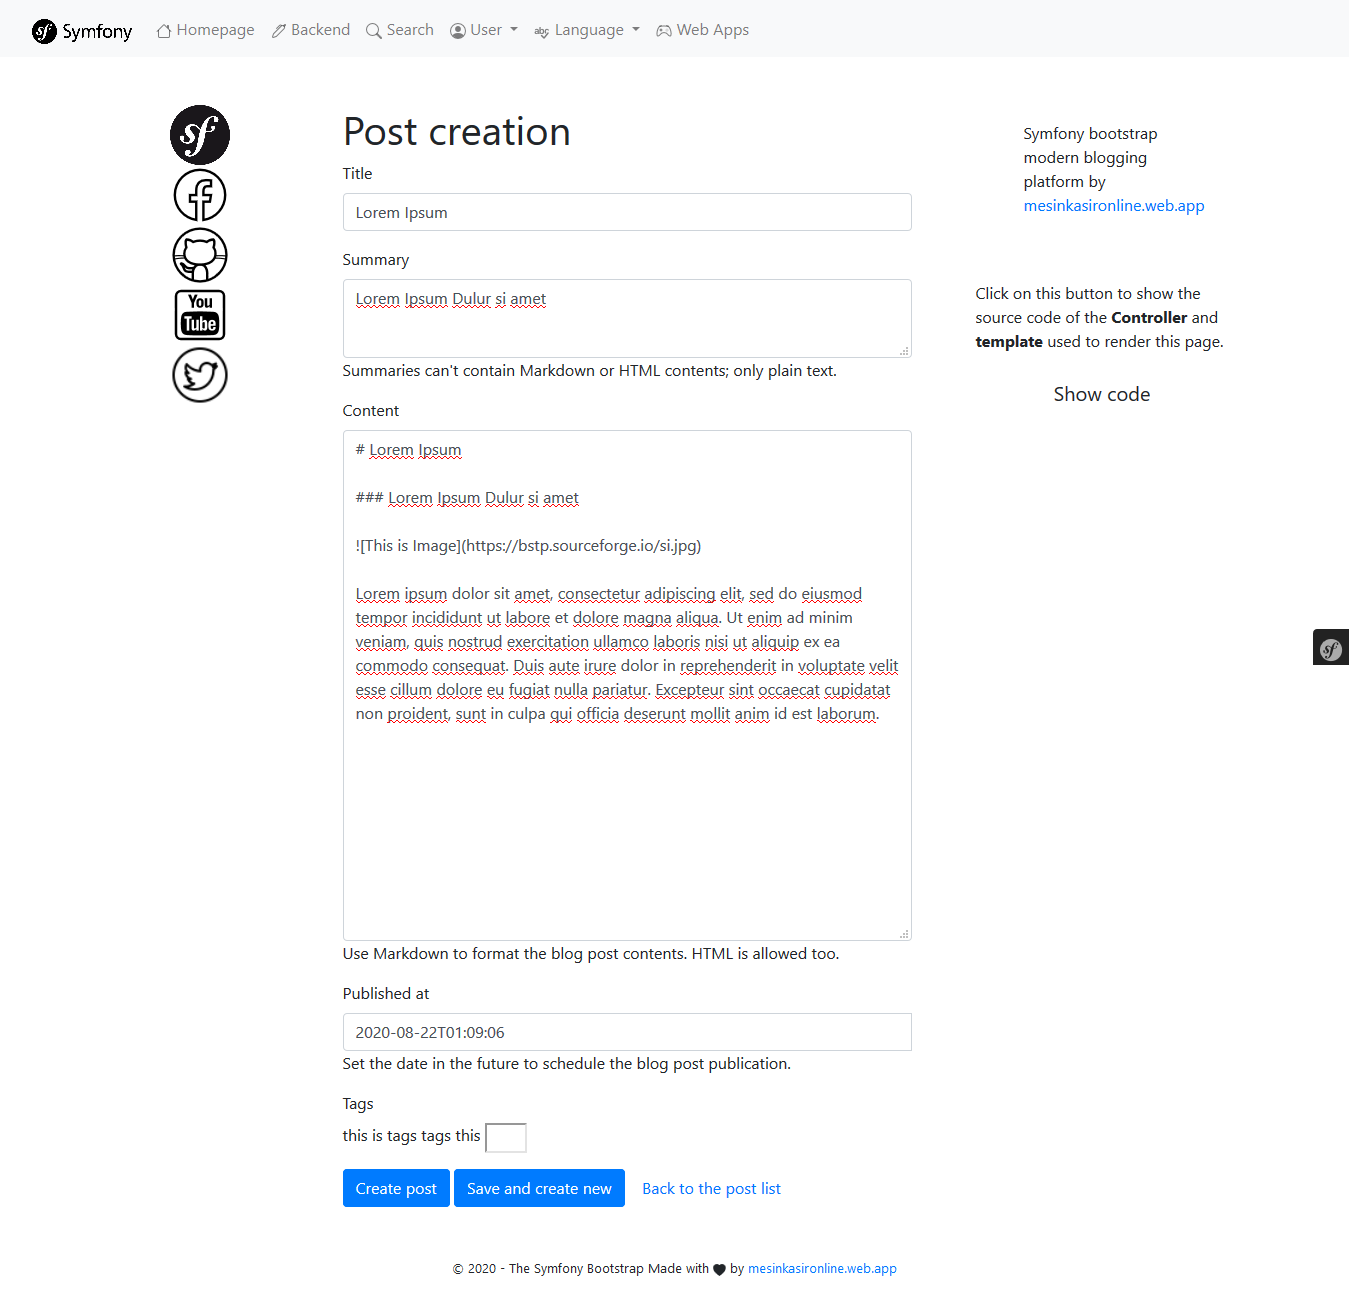 sf Symfony Homepage Backend Search User abc Language Web Apps
sf
You
Tube
Post creation
Title
Lorem Ipsum
Summary
Lorem Ipsum Dulur si amet
Summaries can't contain Markdown or HTML contents; only plain text.
Content
# Lorem Ipsum
### Lorem Ipsum Dulur si amet
![This is Image](https://bstp.sourceforge.io/si.jpg)
Lorem ipsum dolor sit amet, consectetur adipiscing elit, sed do eiusmod
tempor incididunt ut labore et dolore magna aliqua. Ut enim ad minim
veniam, quis nostrud exercitation ullamco laboris nisi ut aliquip ex ea
commodo consequat. Duis aute irure dolor in reprehenderit in voluptate velit
esse cillum dolore eu fugiat nulla pariatur. Excepteur sint occaecat cupidatat
non proident, sunt in culpa qui officia deserunt mollit anim id est laborum.
Use Markdown to format the blog post contents. HTML is allowed too.
Published at
2020-08-22T01:09:06
Set the date in the future to schedule the blog post publication.
Tags
this is tags tags this
Create post Save and create new Back to the post list
Symfony bootstrap
modern blogging
platform by
mesinkasironline.web.app
Click on this button to show the
source code of the Controller and
template used to render this page.
Show code
sf
© 2020 - The Symfony Bootstrap Made with by mesinkasironline.web.app